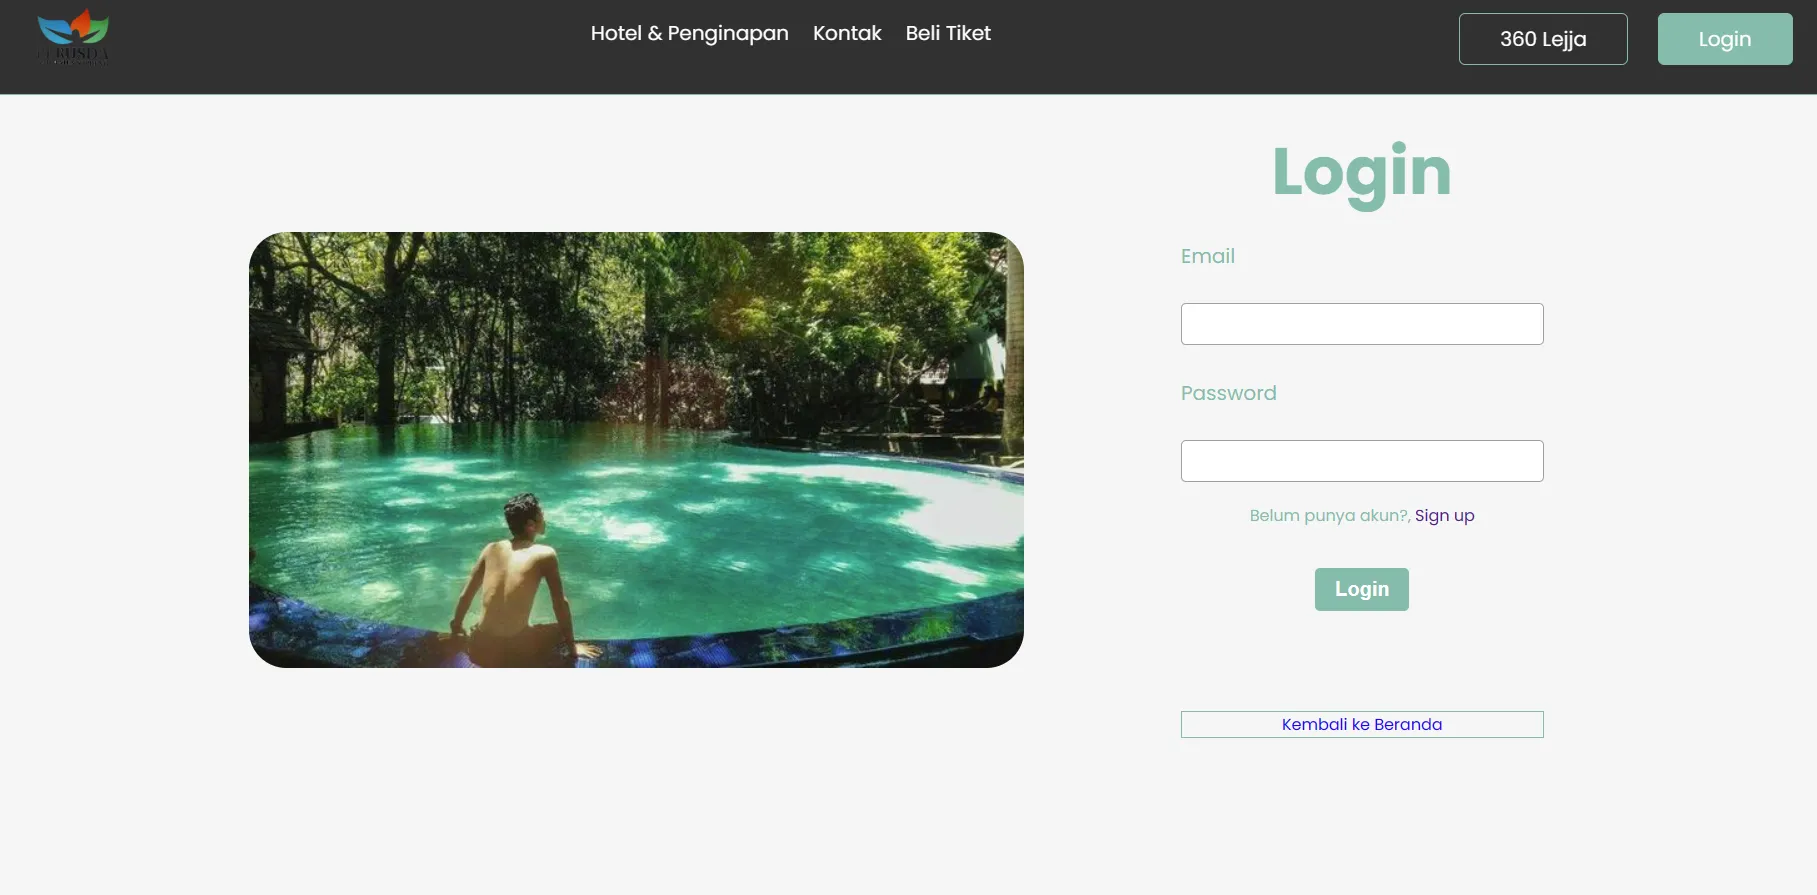 Hotel & Penginapan Kontak Beli Tiket
360 Lejja
Login
Login
Email
Password
Belum punya akun?, Sign up
Login
Kembali ke Beranda